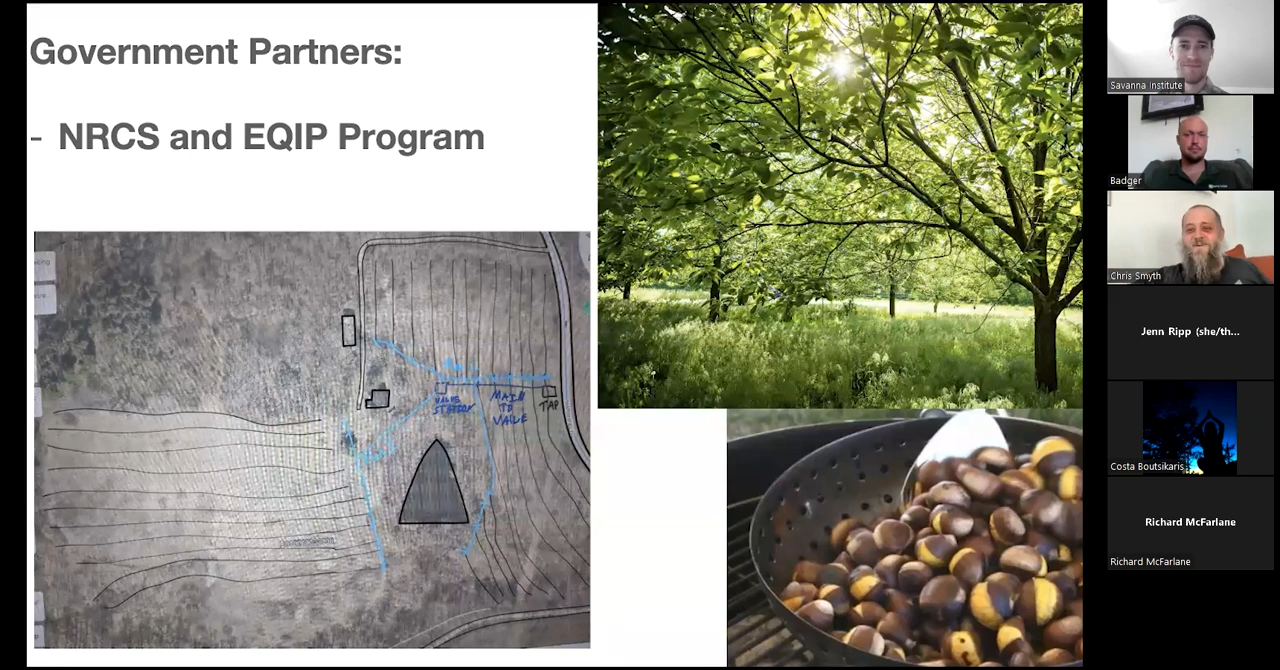 Government Partners:
- NRCS and EQIP Program
VALVE
STATION
MAIN
TO
VALVE
TAP
Savanna Institute
Badger
Chris Smyth
Jenn Ripp (she/th...
Costa Boutsikaris
Richard McFarlane
Richard McFarlane